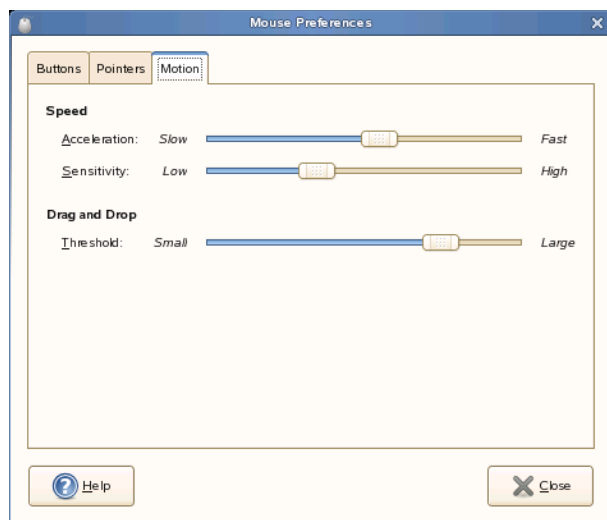 Mouse Preferences
Buttons Pointers Motion
Speed
Acceleration: Slow Fast
Sensitivity: Low High
Drag and Drop
Threshold: Small Large
Help Close